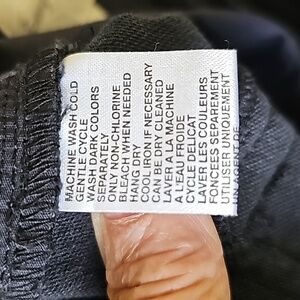 MACHINE WASH COLD
GENTLE CYCLE
WASH DARK COLORS
SEPARATELY
ONLY NON-CHLORINE
BLEACH WHEN NEEDED
HANG DRY
COOL IRON IF NECESSARY
CAN BE DRY CLEANED
LAVER A LA MACHINE
A L'EAU FROIDE
CYCLE DELICAT
LAVER LES COULEURS
FONCEES SEPAREMENT
UTILISER UNIQUEMENT